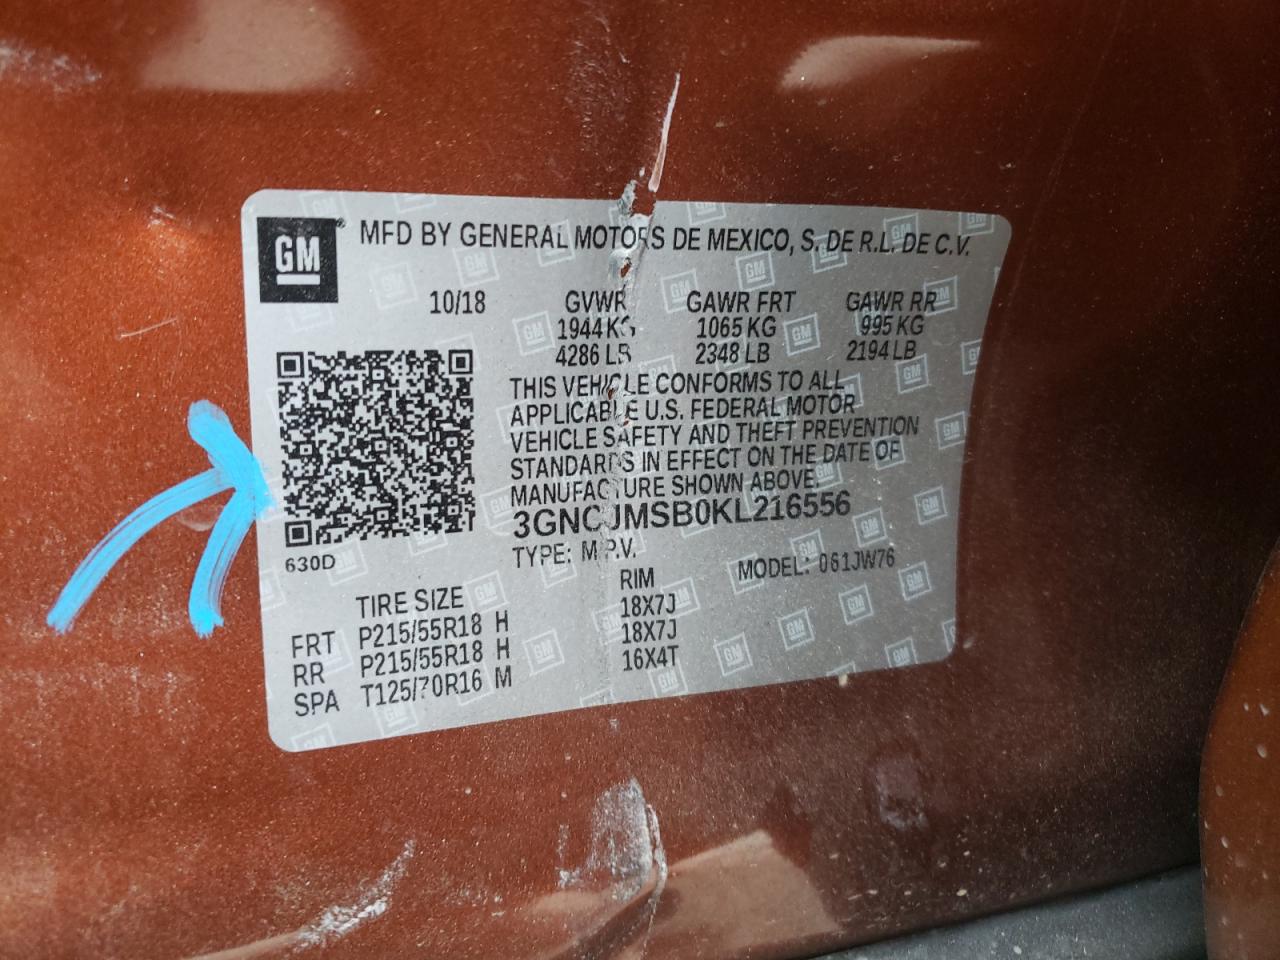 GM
MFD BY GENERAL MOTORS DE MEXICO, S. DE R.L. DE C.V.
10/18 GVWR GAWR FRT GAWR RR
1944 KG 1065 KG 995 KG
4286 LB 2348 LB 2194 LB
THIS VEHICLE CONFORMS TO ALL
APPLICABLE U.S. FEDERAL MOTOR
VEHICLE SAFETY AND THEFT PREVENTION
STANDARDS IN EFFECT ON THE DATE OF
MANUFACTURE SHOWN ABOVE.
3GNCJMSB0KL216556
630D
TYPE: M.P.V. MODEL: 061JW76
TIRE SIZE RIM
FRT P215/55R18 H 18X7J
RR P215/55R18 H 18X7J
SPA T125/70R16 M 16X4T